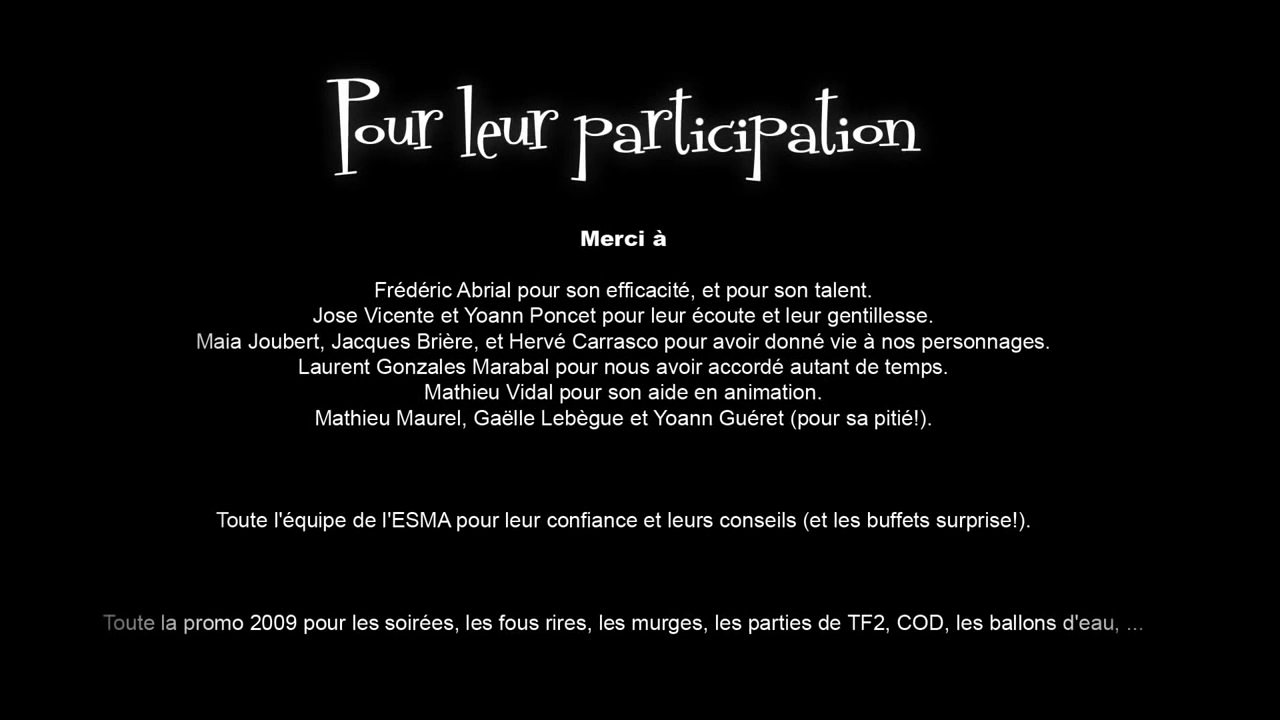 Pour leur participation
Merci à
Frédéric Abrial pour son efficacité, et pour son talent.
Jose Vicente et Yoann Poncet pour leur écoute et leur gentillesse.
Maia Joubert, Jacques Brière, et Hervé Carrasco pour avoir donné vie à nos personnages.
Laurent Gonzales Marabal pour nous avoir accordé autant de temps.
Mathieu Vidal pour son aide en animation.
Mathieu Maurel, Gaëlle Lebègue et Yoann Guéret (pour sa pitié!).
Toute l'équipe de l'ESMA pour leur confiance et leurs conseils (et les buffets surprise!).
Toute la promo 2009 pour les soirées, les fous rires, les murges, les parties de TF2, COD, les ballons d'eau, ...